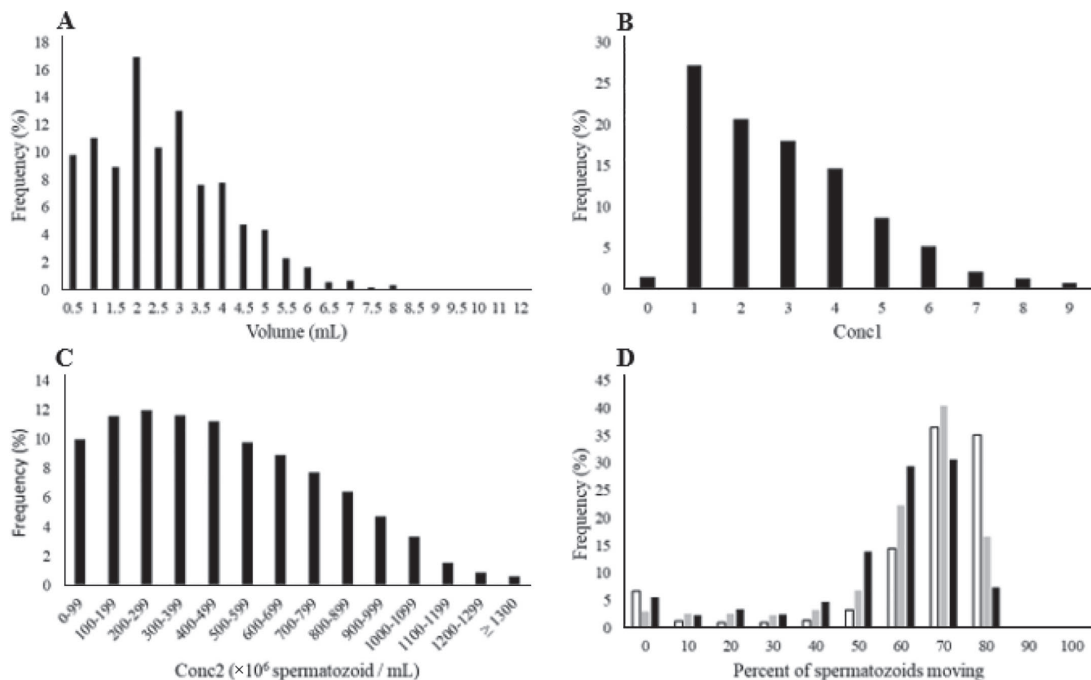 A
Frequency (%)
18
16
14
12
10
8
6
4
2
0
0.5 1 1.5 2 2.5 3 3.5 4 4.5 5 5.5 6 6.5 7 7.5 8 8.5 9 9.5 10 11 12
Volume (mL)
B
Frequency (%)
30
25
20
15
10
5
0
0 1 2 3 4 5 6 7 8 9
Conc1
C
Frequency (%)
14
12
10
8
6
4
2
0
0-99 100-199 200-299 300-399 400-499 500-599 600-699 700-799 800-899 900-999 1000-1099 1100-1199 1200-1299 ≥ 1300
Conc2 (×10⁶ spermatozoid / mL)
D
Frequency (%)
45
40
35
30
25
20
15
10
5
0
0 10 20 30 40 50 60 70 80 90 100
Percent of spermatozoids moving